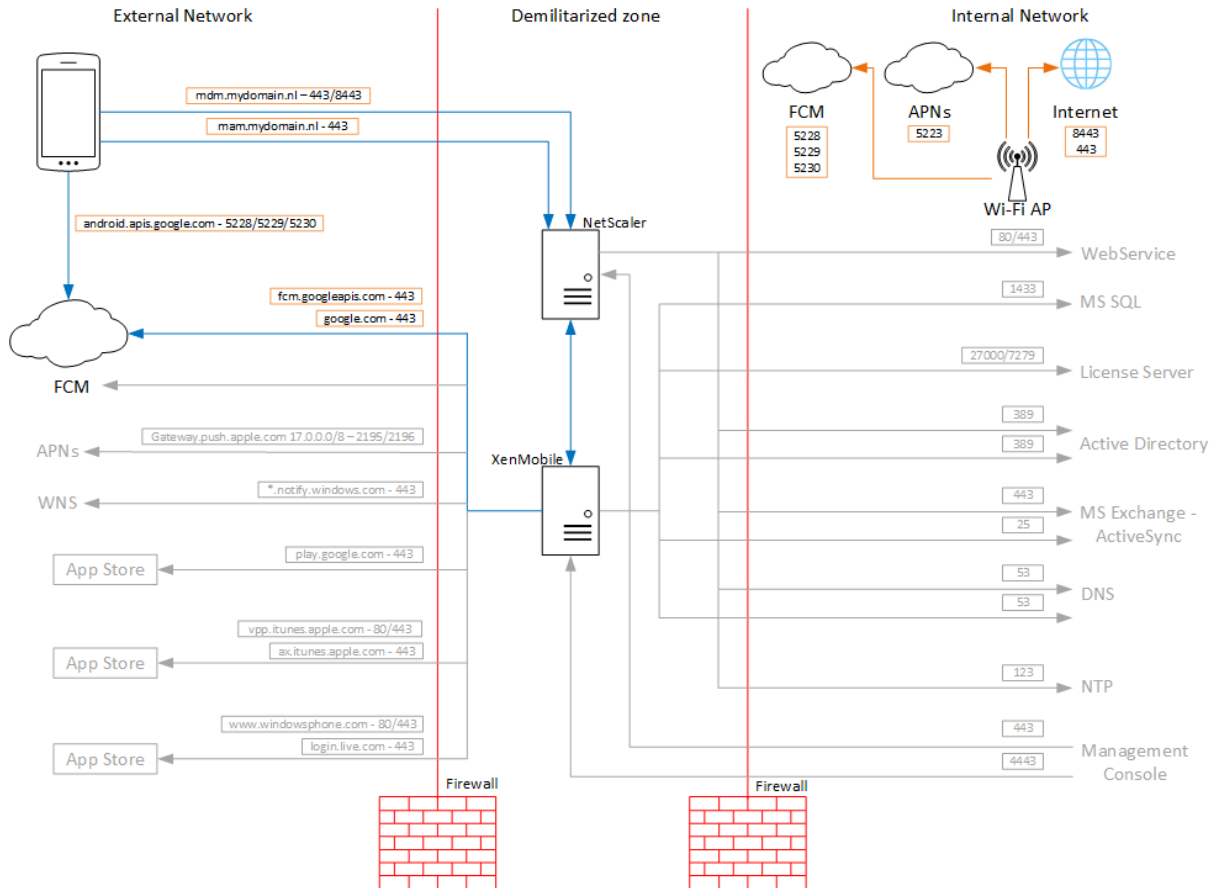 External Network
Demilitarized zone
Internal Network
mdm.mydomain.nl – 443/8443
mam.mydomain.nl - 443
android.apis.google.com - 5228/5229/5230
fcm.googleapis.com - 443
google.com - 443
FCM
Gateway.push.apple.com 17.0.0.0/8 – 2195/2196
APNs
*.notify.windows.com - 443
WNS
play.google.com - 443
App Store
vpp.itunes.apple.com - 80/443
ax.itunes.apple.com - 443
App Store
www.windowsphone.com - 80/443
login.live.com - 443
App Store
Firewall
NetScaler
XenMobile
Firewall
FCM
5228
5229
5230
APNs
5223
Internet
8443
443
Wi-Fi AP
80/443
WebService
1433
MS SQL
27000/7279
License Server
389
389
Active Directory
443
25
MS Exchange -
ActiveSync
53
53
DNS
123
NTP
443
4443
Management
Console